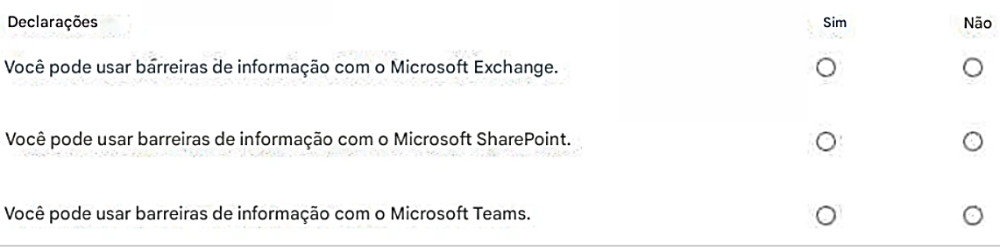 Declarações Sim Não
Você pode usar barreiras de informação com o Microsoft Exchange.
Você pode usar barreiras de informação com o Microsoft SharePoint.
Você pode usar barreiras de informação com o Microsoft Teams.